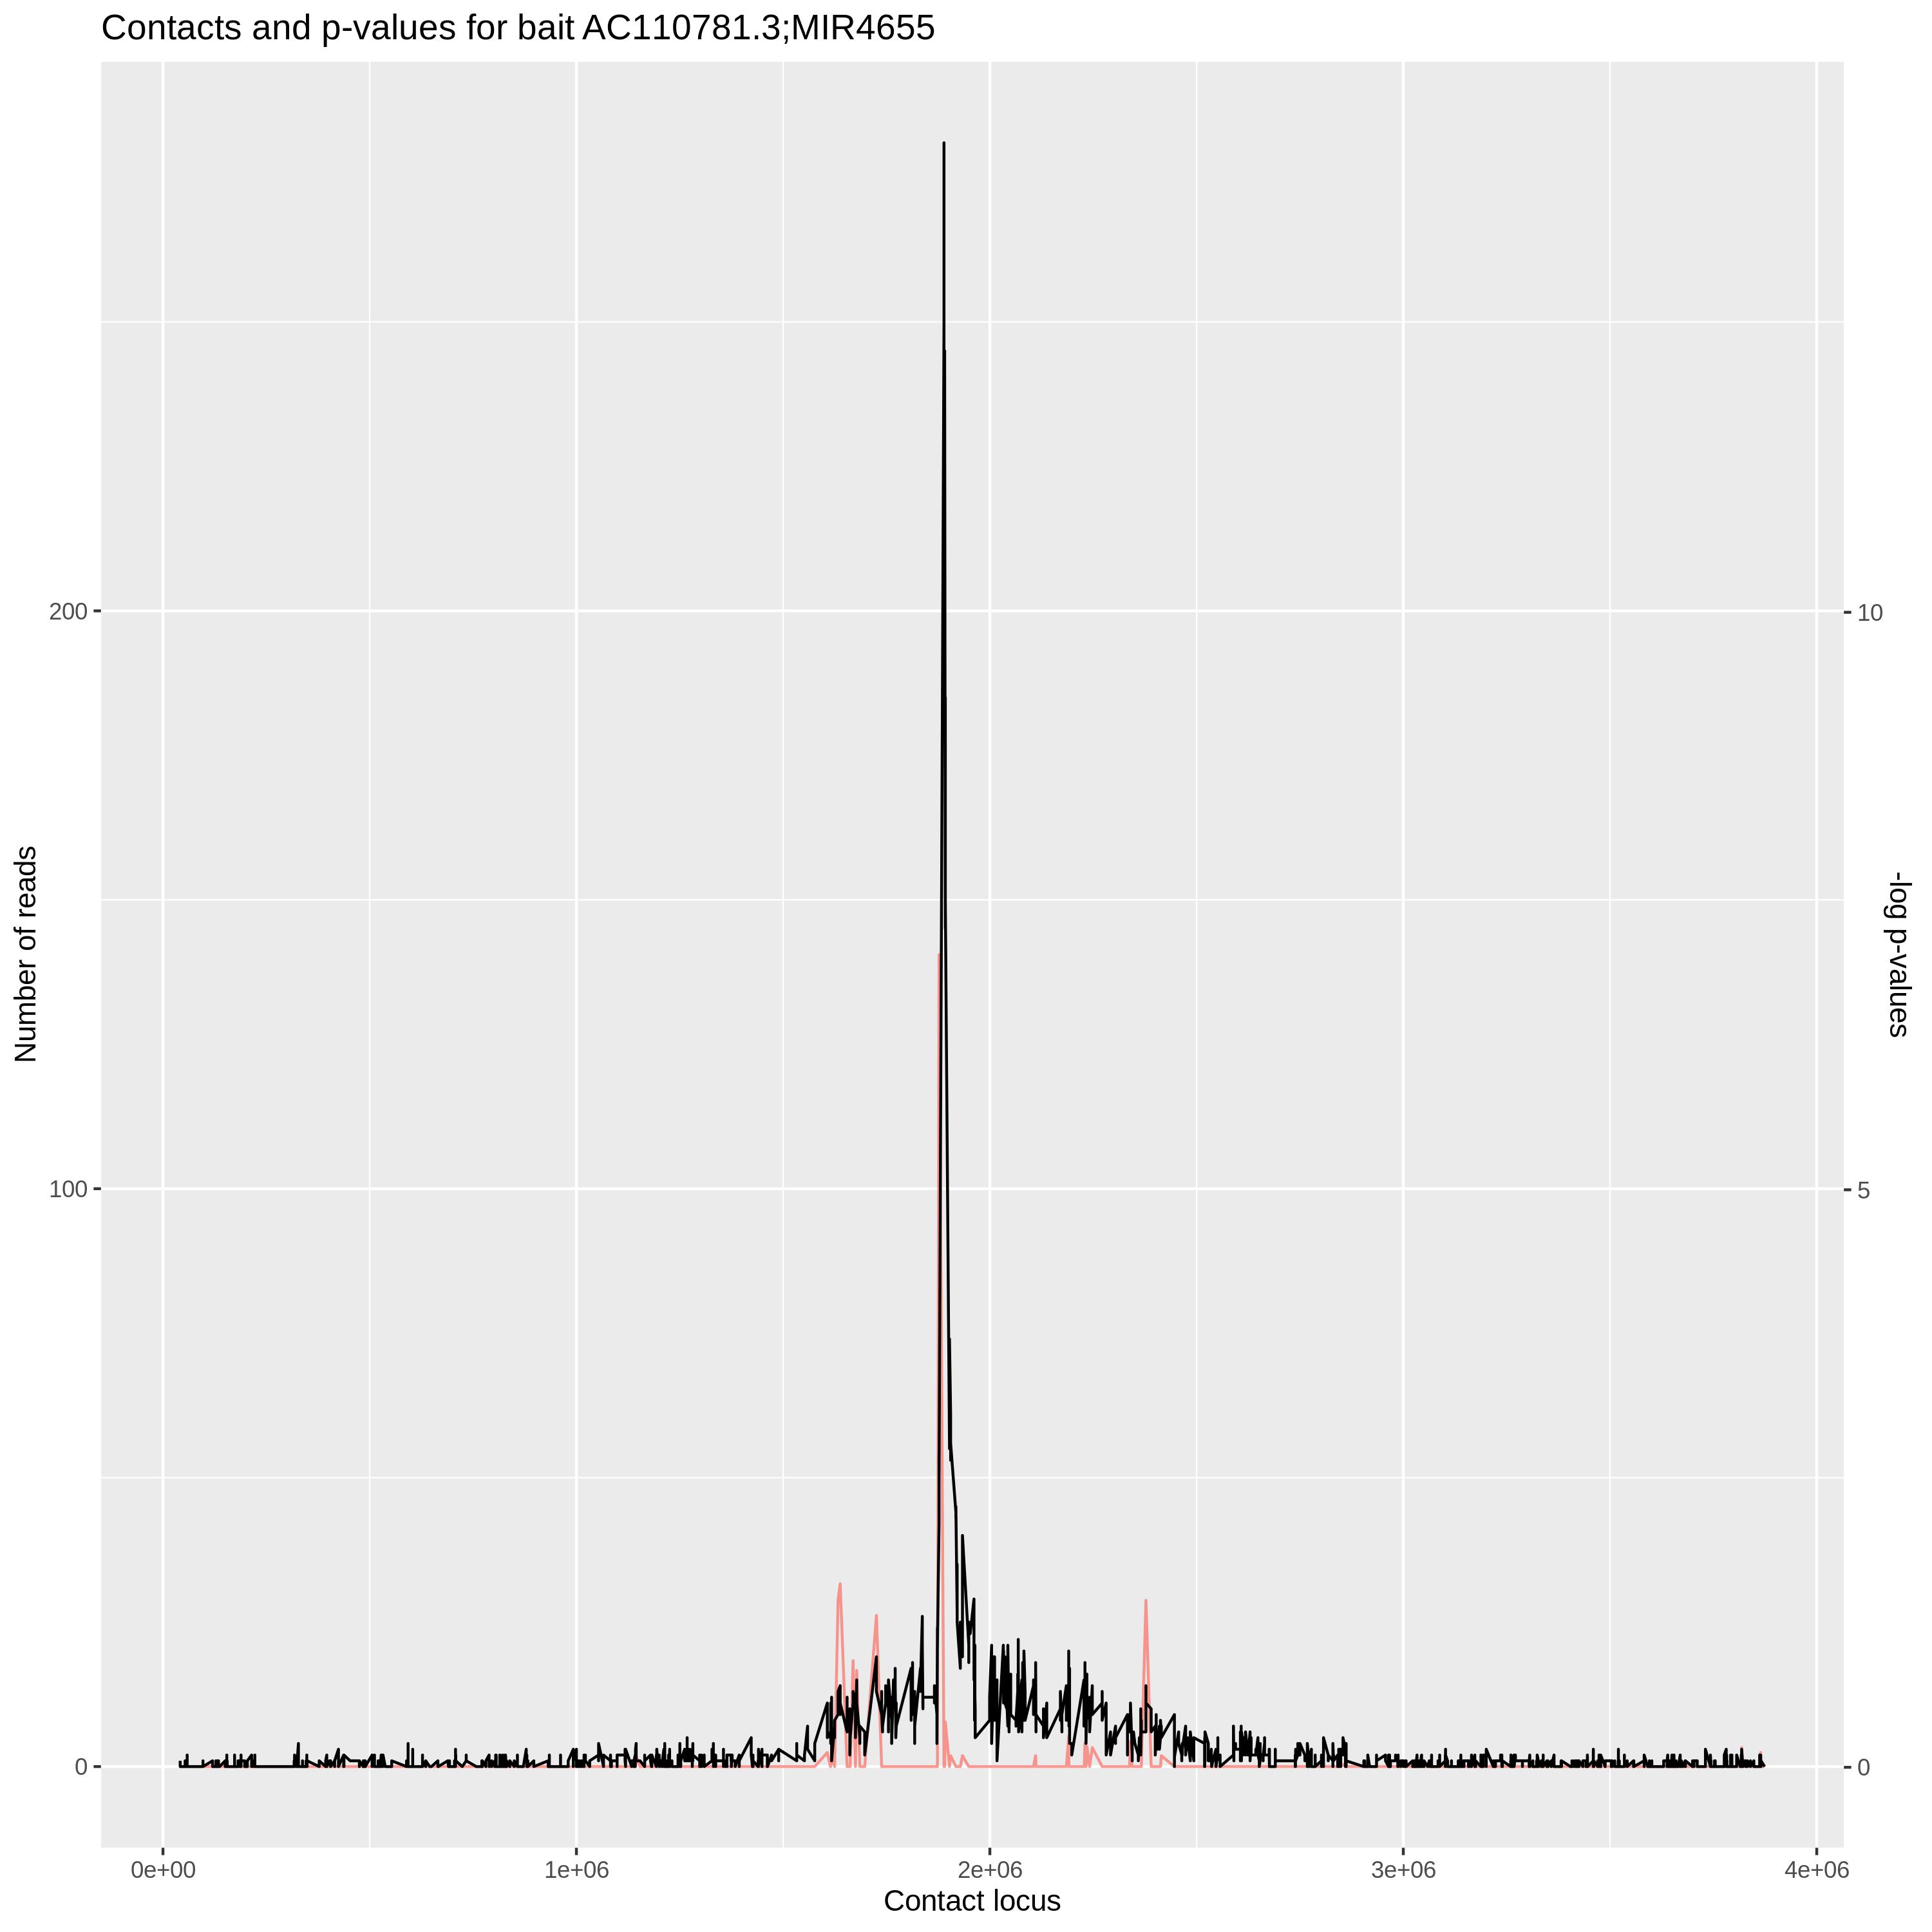 Contacts and p-values for bait AC110781.3;MIR4655
Number of reads
200
100
0
10
5
0
-log p-values
0e+00
1e+06
2e+06
3e+06
4e+06
Contact locus